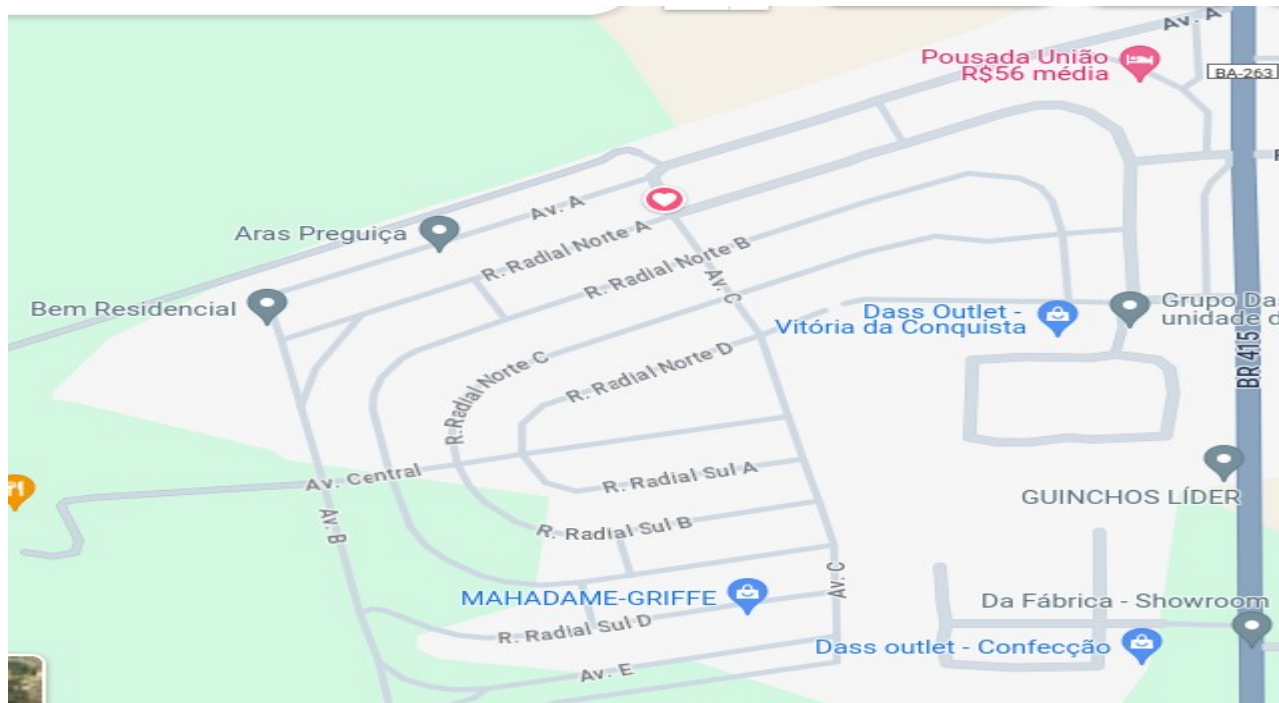 Av. A
Pousada União
R$56 média
BA-263
Av. A
Aras Preguiça
R. Radial Norte A
R. Radial Norte B
Av. C
Bem Residencial
Dass Outlet -
Vitória da Conquista
Grupo Da
unidade d
BR 415
R. Radial Norte D
R. Radial Norte C
Av. Central
R. Radial Sul A
GUINCHOS LÍDER
Av. B
R. Radial Sul B
Av. C
MAHADAME-GRIFFE
Da Fábrica - Showroom
R. Radial Sul D
Dass outlet - Confecção
Av. E